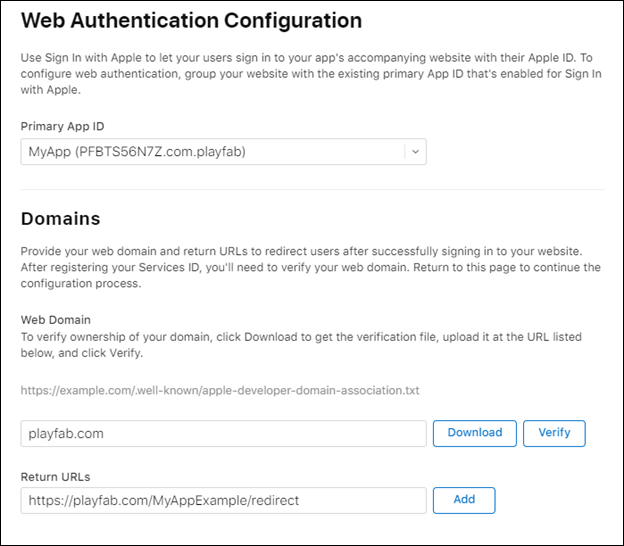 Web Authentication Configuration
Use Sign In with Apple to let your users sign in to your app's accompanying website with their Apple ID. To
configure web authentication, group your website with the existing primary App ID that's enabled for Sign In
with Apple.
Primary App ID
MyApp (PFBTS56N7Z.com.playfab)
Domains
Provide your web domain and return URLs to redirect users after successfully signing in to your website.
After registering your Services ID, you'll need to verify your web domain. Return to this page to continue the
configuration process.
Web Domain
To verify ownership of your domain, click Download to get the verification file, upload it at the URL listed
below, and click Verify.
https://example.com/.well-known/apple-developer-domain-association.txt
playfab.com Download Verify
Return URLs
https://playfab.com/MyAppExample/redirect Add